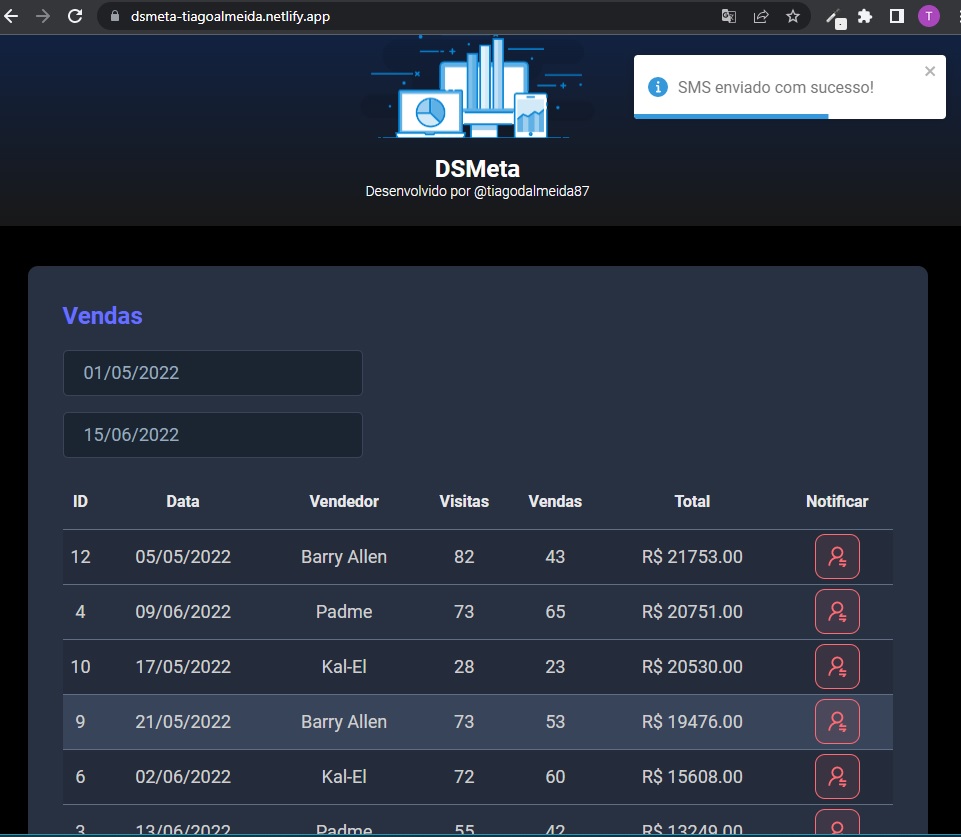 dsmeta-tiagoalmeida.netlify.app
T
SMS enviado com sucesso!
DSMeta
Desenvolvido por @tiagodalmeida87
Vendas
01/05/2022
15/06/2022
ID Data Vendedor Visitas Vendas Total Notificar
12 05/05/2022 Barry Allen 82 43 R$ 21753.00
4 09/06/2022 Padme 73 65 R$ 20751.00
10 17/05/2022 Kal-El 28 23 R$ 20530.00
9 21/05/2022 Barry Allen 73 53 R$ 19476.00
6 02/06/2022 Kal-El 72 60 R$ 15608.00
3 13/06/2022 Padme 55 42 R$ 13249.00